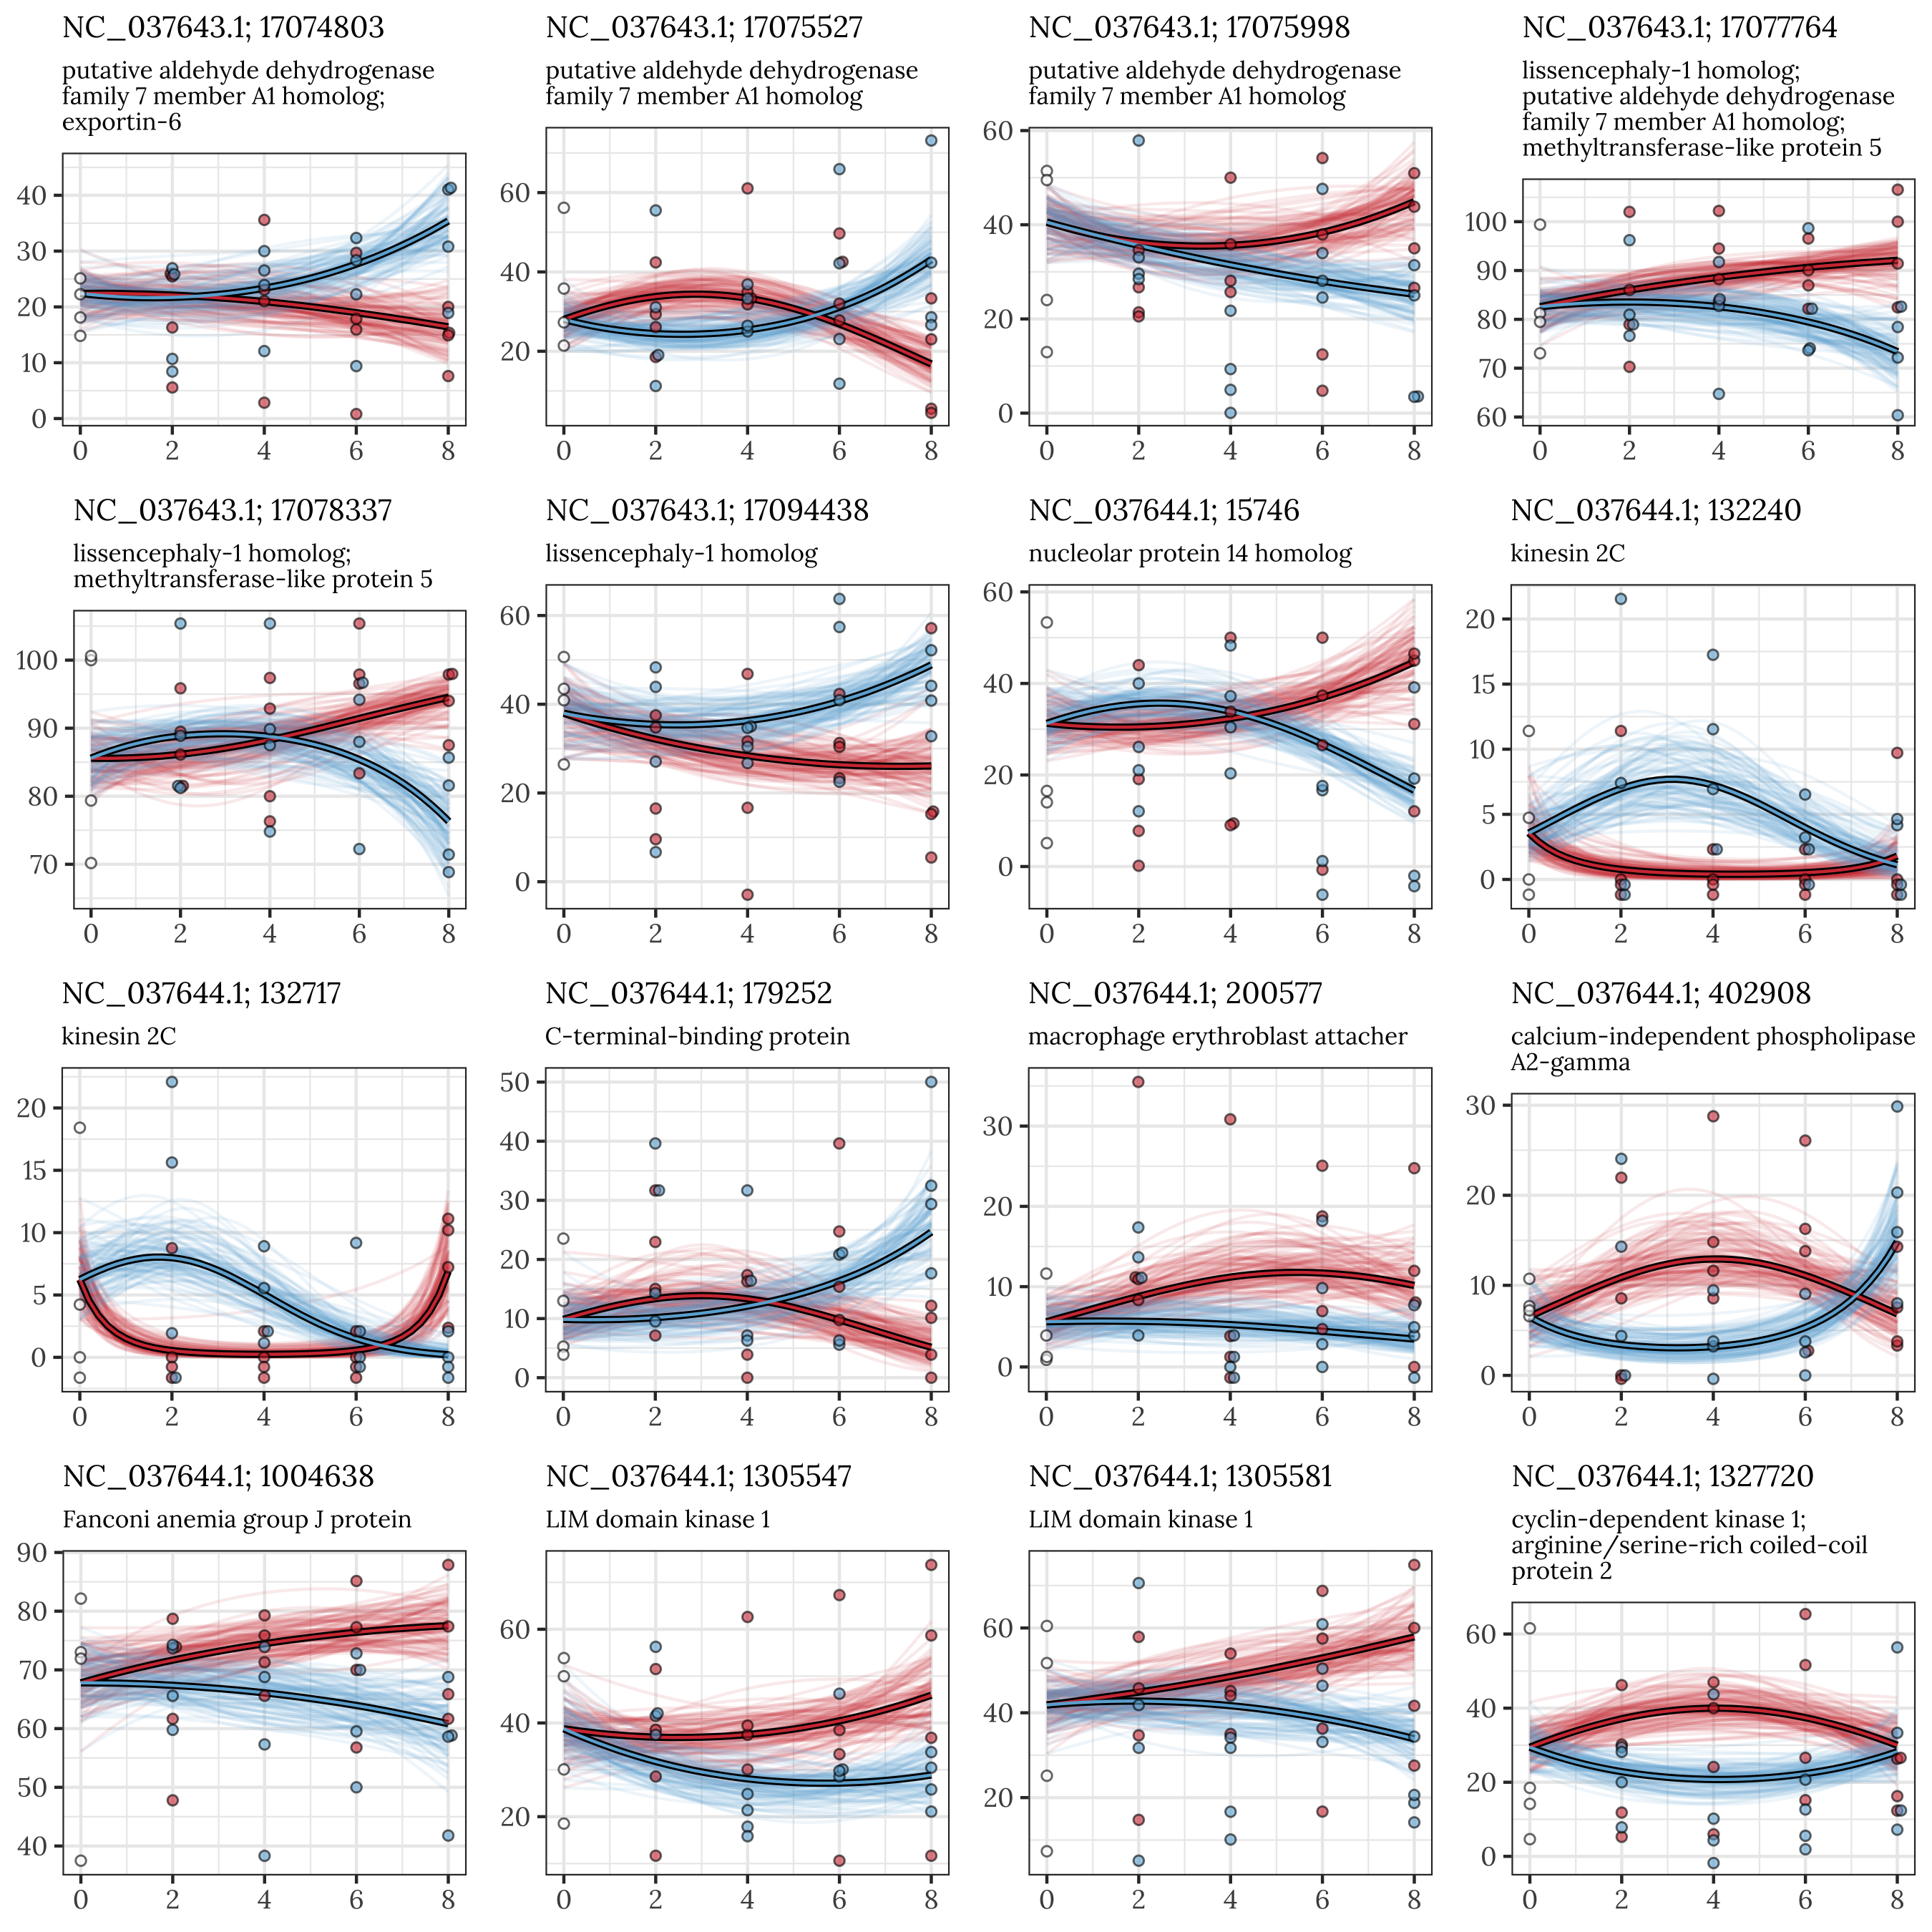 NC_037643.1; 17074803
putative aldehyde dehydrogenase
family 7 member A1 homolog;
exportin-6
40
30
20
10
0
0 2 4 6 8
NC_037643.1; 17075527
putative aldehyde dehydrogenase
family 7 member A1 homolog
60
40
20
0 2 4 6 8
NC_037643.1; 17075998
putative aldehyde dehydrogenase
family 7 member A1 homolog
60
40
20
0
0 2 4 6 8
NC_037643.1; 17077764
lissencephaly-1 homolog;
putative aldehyde dehydrogenase
family 7 member A1 homolog;
methyltransferase-like protein 5
100
90
80
70
60
0 2 4 6 8
NC_037643.1; 17078337
lissencephaly-1 homolog;
methyltransferase-like protein 5
100
90
80
70
0 2 4 6 8
NC_037643.1; 17094438
lissencephaly-1 homolog
60
40
20
0
0 2 4 6 8
NC_037644.1; 15746
nucleolar protein 14 homolog
60
40
20
0
0 2 4 6 8
NC_037644.1; 132240
kinesin 2C
20
15
10
5
0
0 2 4 6 8
NC_037644.1; 132717
kinesin 2C
20
15
10
5
0
0 2 4 6 8
NC_037644.1; 179252
C-terminal-binding protein
50
40
30
20
10
0
0 2 4 6 8
NC_037644.1; 200577
macrophage erythroblast attacher
30
20
10
0
0 2 4 6 8
NC_037644.1; 402908
calcium-independent phospholipase
A2-gamma
30
20
10
0
0 2 4 6 8
NC_037644.1; 1004638
Fanconi anemia group J protein
90
80
70
60
50
40
0 2 4 6 8
NC_037644.1; 1305547
LIM domain kinase 1
60
40
20
0 2 4 6 8
NC_037644.1; 1305581
LIM domain kinase 1
60
40
20
0 2 4 6 8
NC_037644.1; 1327720
cyclin-dependent kinase 1;
arginine/serine-rich coiled-coil
protein 2
60
40
20
0
0 2 4 6 8